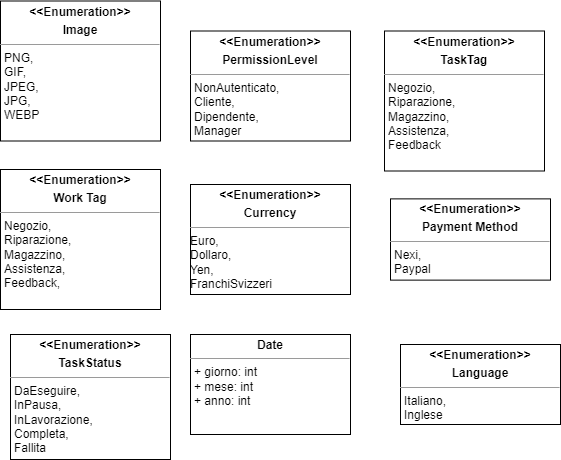 <<Enumeration>>
Image
PNG,
GIF,
JPEG,
JPG,
WEBP
<<Enumeration>>
PermissionLevel
NonAutenticato,
Cliente,
Dipendente,
Manager
<<Enumeration>>
TaskTag
Negozio,
Riparazione,
Magazzino,
Assistenza,
Feedback
<<Enumeration>>
Work Tag
Negozio,
Riparazione,
Magazzino,
Assistenza,
Feedback,
<<Enumeration>>
Currency
Euro,
Dollaro,
Yen,
FranchiSvizzeri
<<Enumeration>>
Payment Method
Nexi,
Paypal
<<Enumeration>>
TaskStatus
DaEseguire,
InPausa,
InLavorazione,
Completa,
Fallita
Date
+ giorno: int
+ mese: int
+ anno: int
<<Enumeration>>
Language
Italiano,
Inglese